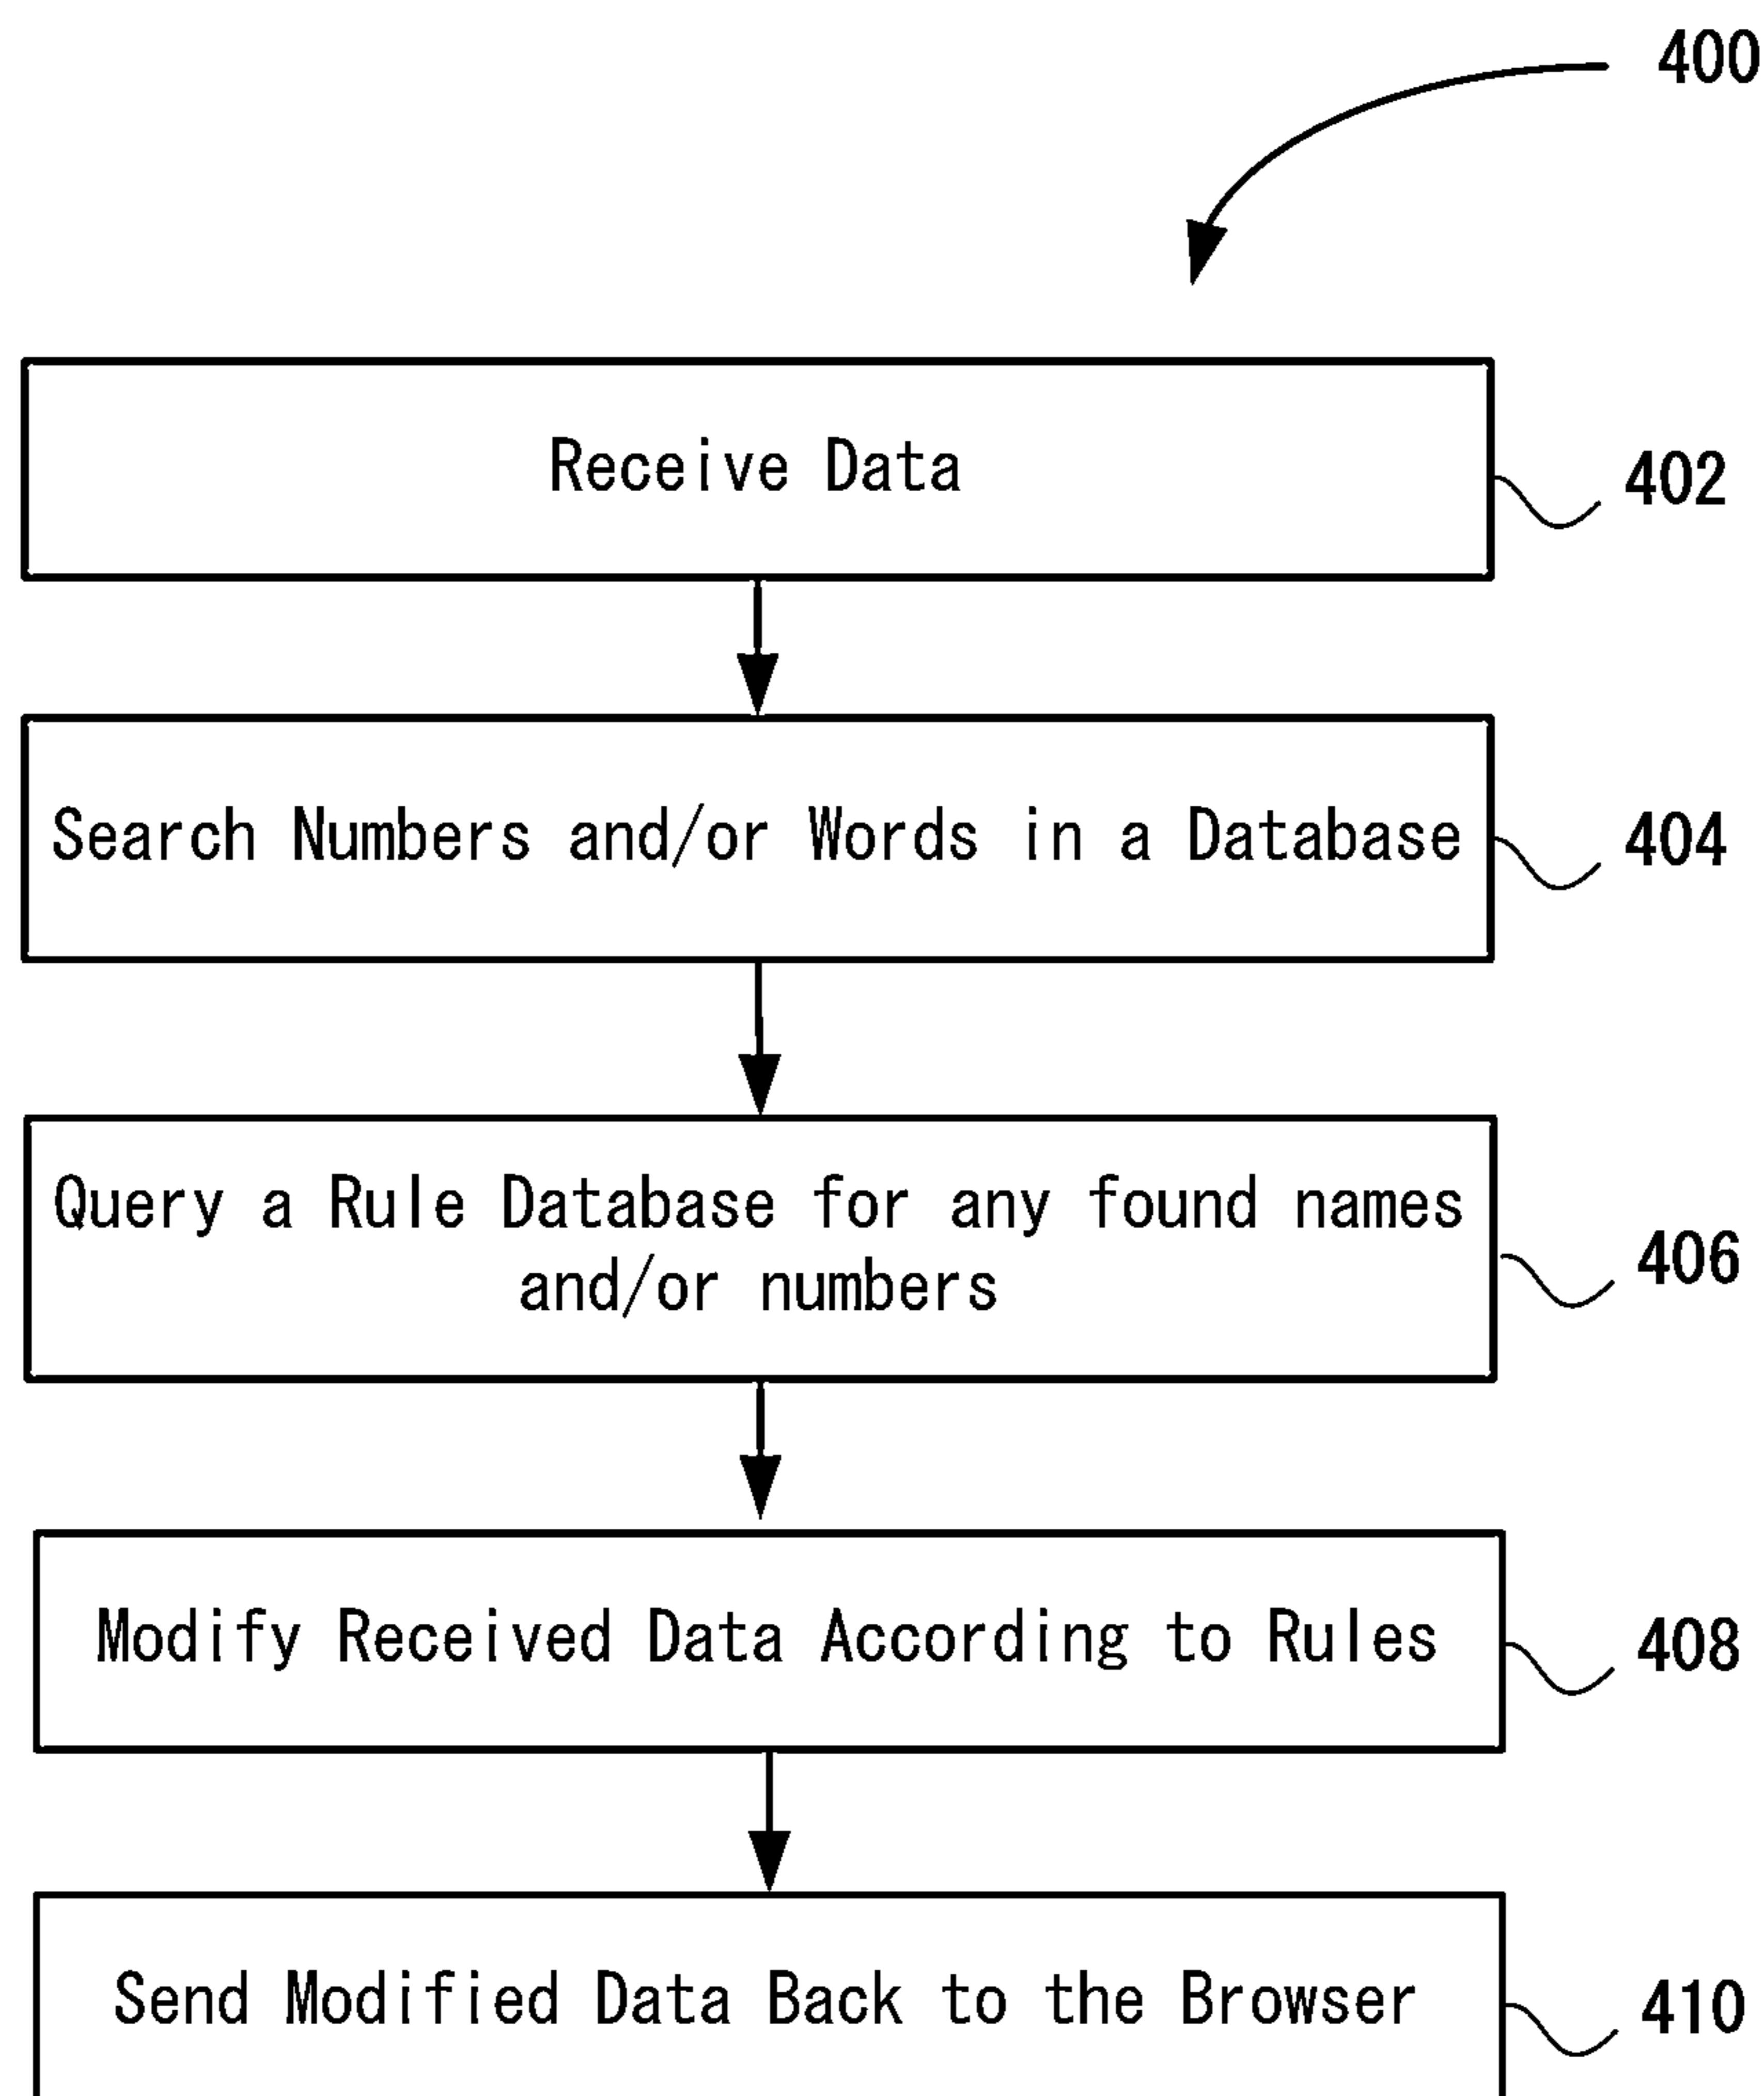 400
Receive Data
402
Search Numbers and/or Words in a Database
404
Query a Rule Database for any found names
and/or numbers
406
Modify Received Data According to Rules
408
Send Modified Data Back to the Browser
410